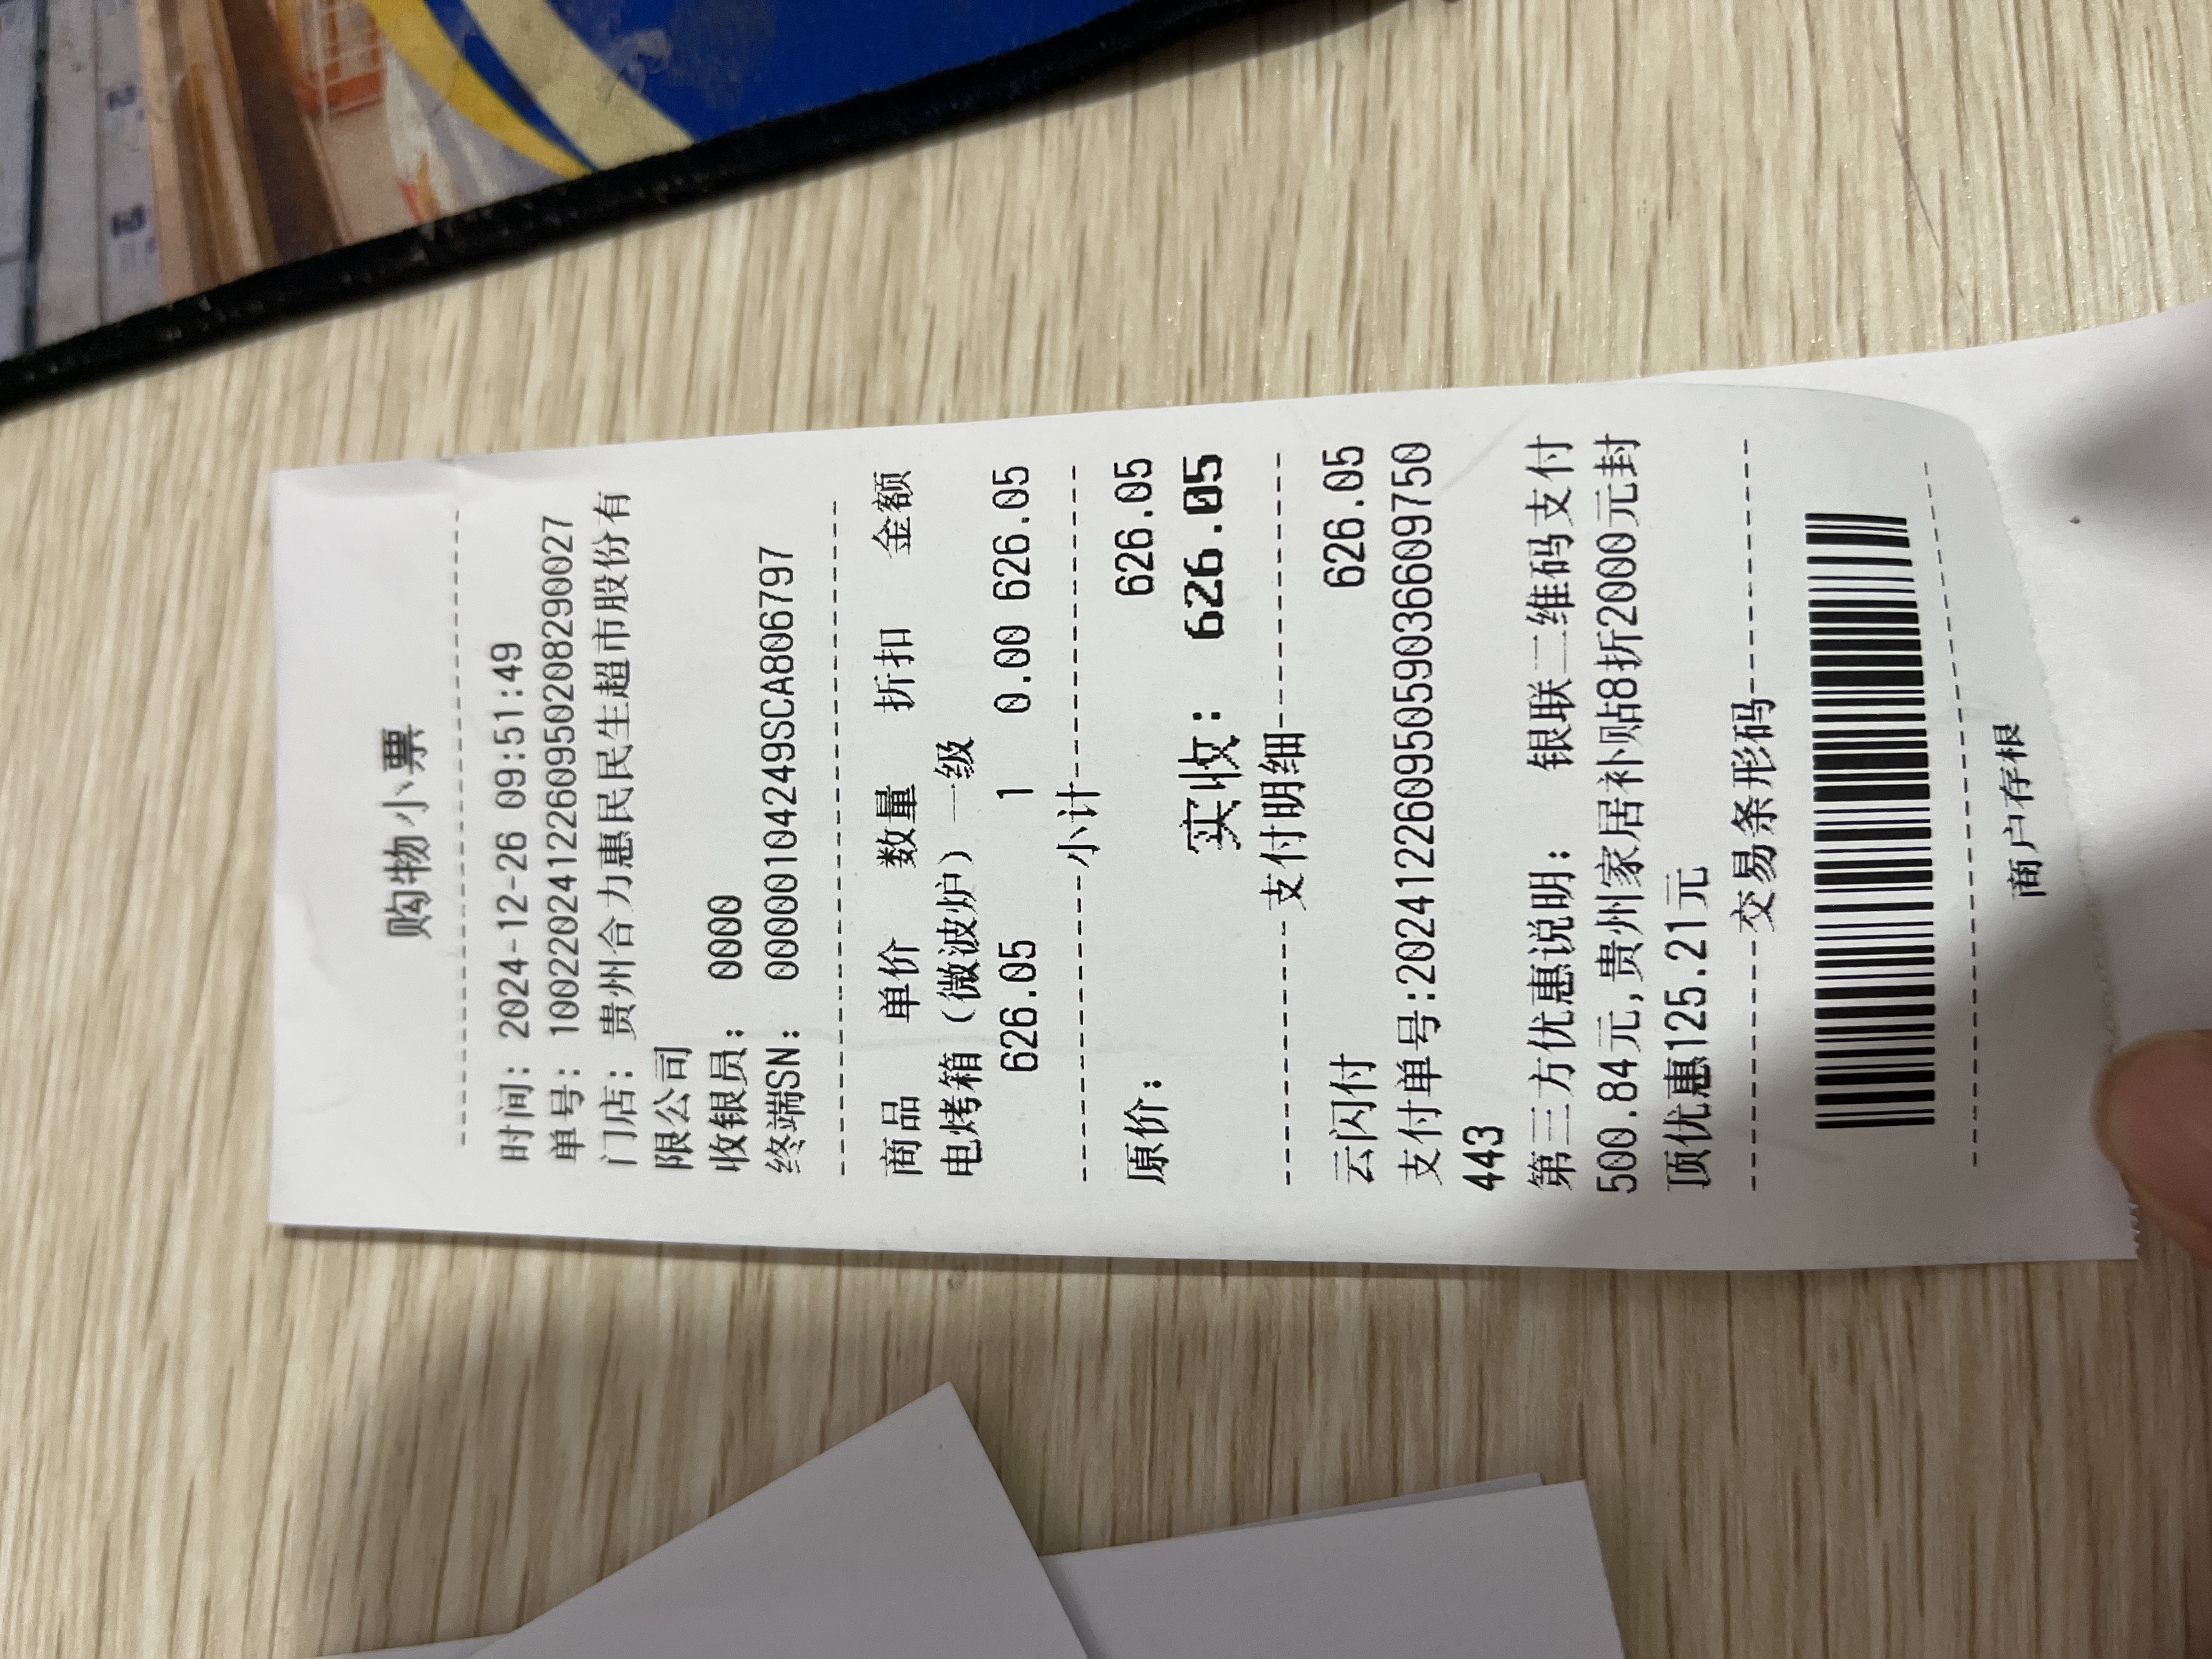 购物小票
时间: 2024-12-26 09:51:49
单号: 1002202412260950208290027
门店: 贵州合力惠民民生超市股份有
限公司
收银员: 0000
终端SN: 00000104249SCA806797
商品 单价 数量 折扣 金额
电烤箱（微波炉）一级
626.05 1 0.00 626.05
小计
原价: 626.05
实收: 626.05
支付明细
云闪付 626.05
支付单号:20241226095059036609750
443
第三方优惠说明: 银联二维码支付
500.84元,贵州家居补贴8折2000元封
顶优惠125.21元
交易条形码
商户存根